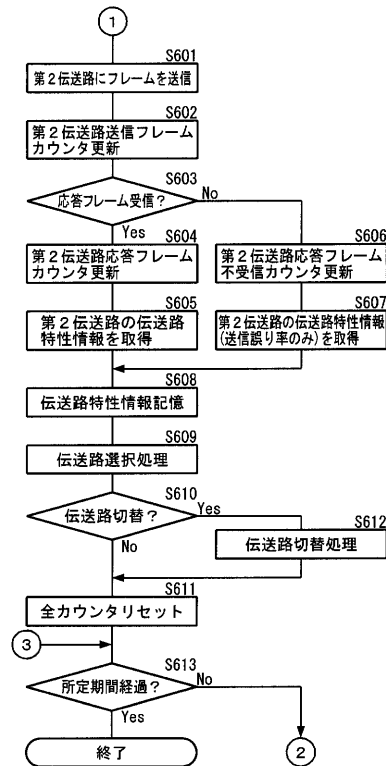 1
S601
第2伝送路にフレームを送信
S602
第2伝送路送信フレーム
カウンタ更新
S603
応答フレーム受信?
No
Yes
S604
第2伝送路応答フレーム
カウンタ更新
S606
第2伝送路応答フレーム
不受信カウンタ更新
S605
第2伝送路の伝送路
特性情報を取得
S607
第2伝送路の伝送路特性情報
(送信誤り率のみ)を取得
S608
伝送路特性情報記憶
S609
伝送路選択処理
S610
伝送路切替?
Yes
No
S612
伝送路切替処理
S611
全カウンタリセット
3
S613
所定期間経過?
No
Yes
終了
2